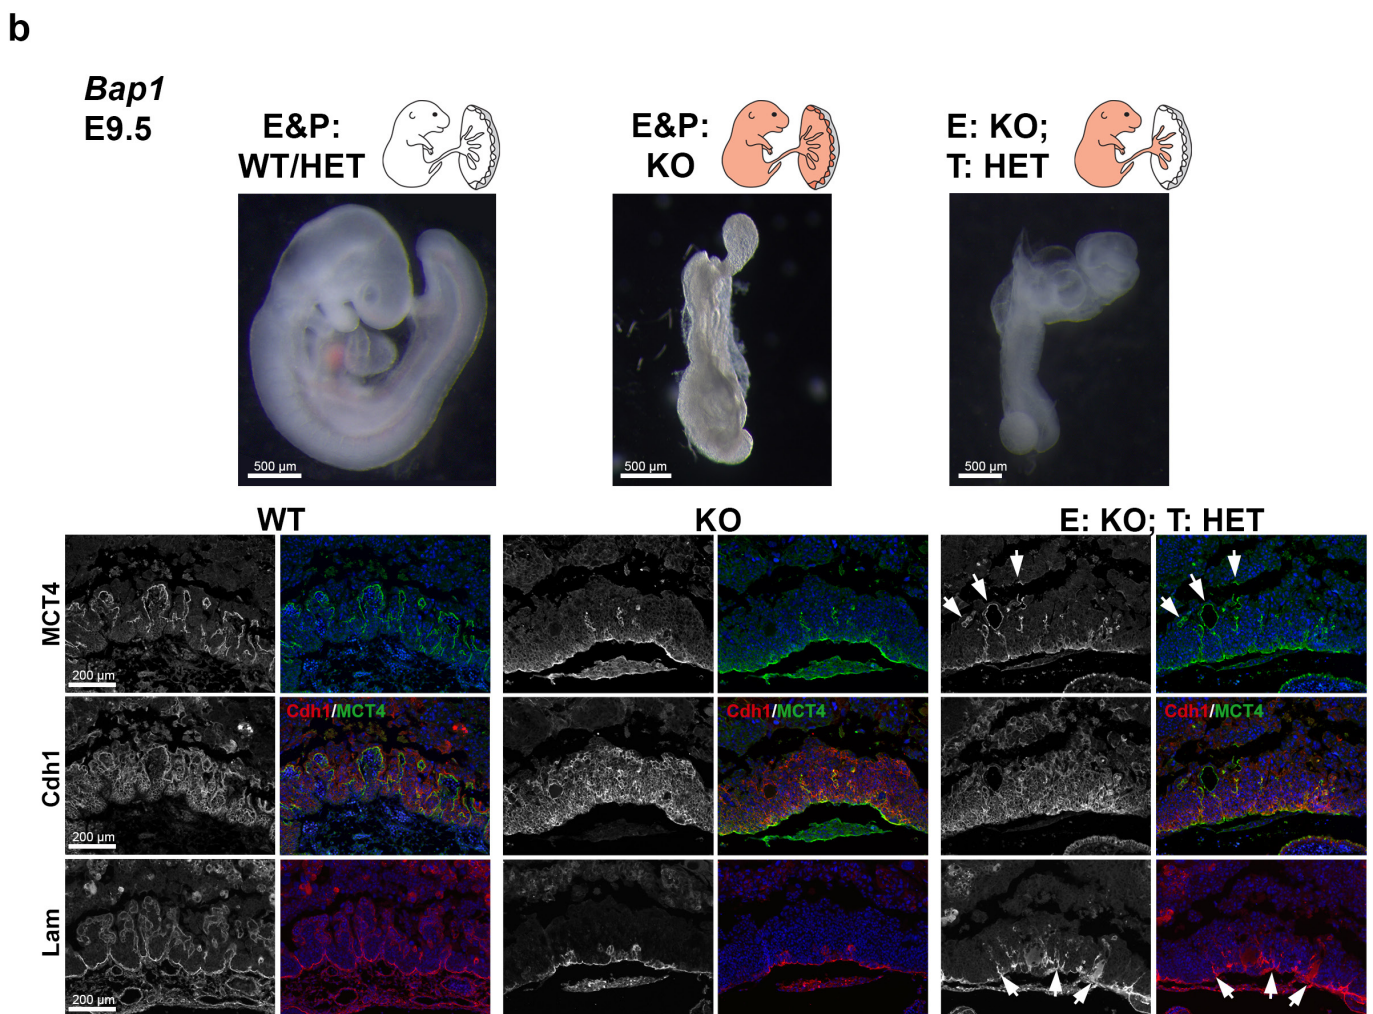 b
Bap1
E9.5
E&P:
WT/HET
E&P:
KO
E: KO;
T: HET
500 µm
500 µm
500 µm
WT
KO
E: KO; T: HET
MCT4
200 µm
Cdh1
200 µm
Cdh1/MCT4
Cdh1/MCT4
Cdh1/MCT4
Lam
200 µm